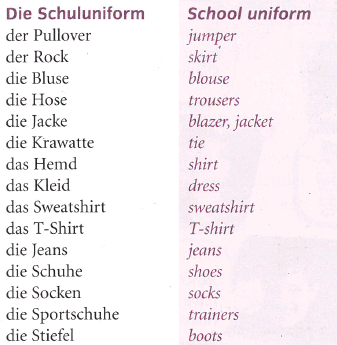 Die Schuluniform School uniform
der Pullover jumper
der Rock skirt
die Bluse blouse
die Hose trousers
die Jacke blazer, jacket
die Krawatte tie
das Hemd shirt
das Kleid dress
das Sweatshirt sweatshirt
das T-Shirt T-shirt
die Jeans jeans
die Schuhe shoes
die Socken socks
die Sportschuhe trainers
die Stiefel boots